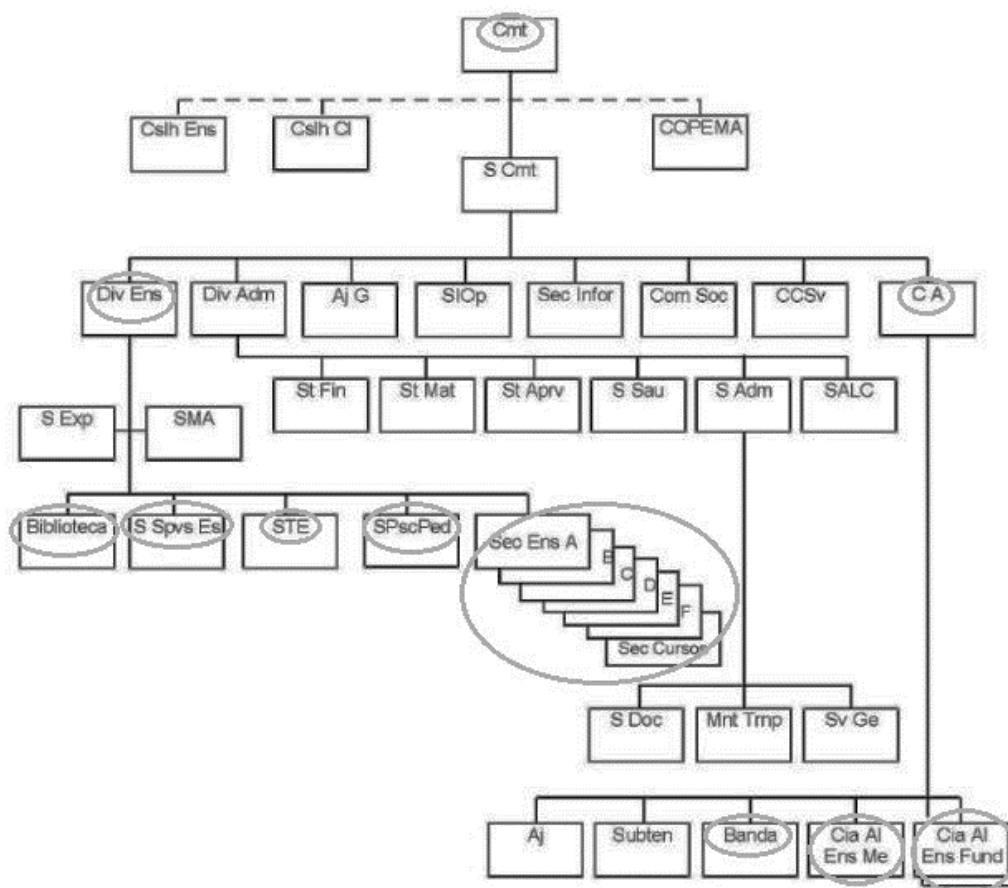 Cmt
Cslh Ens
Cslh Cl
COPEMA
S Cmt
Div Ens
Div Adm
Aj G
SIOp
Sec Infor
Com Soc
CCSv
C A
St Fin
St Mat
St Aprv
S Sau
S Adm
SALC
S Exp
SMA
Biblioteca
S Spvs Es
STE
SPscPed
Sec Ens A
B
C
D
E
F
Sec Cursos
S Doc
Mnt Trnp
Sv Ge
Aj
Subten
Banda
Cia Al
Ens Me
Cia Al
Ens Fund